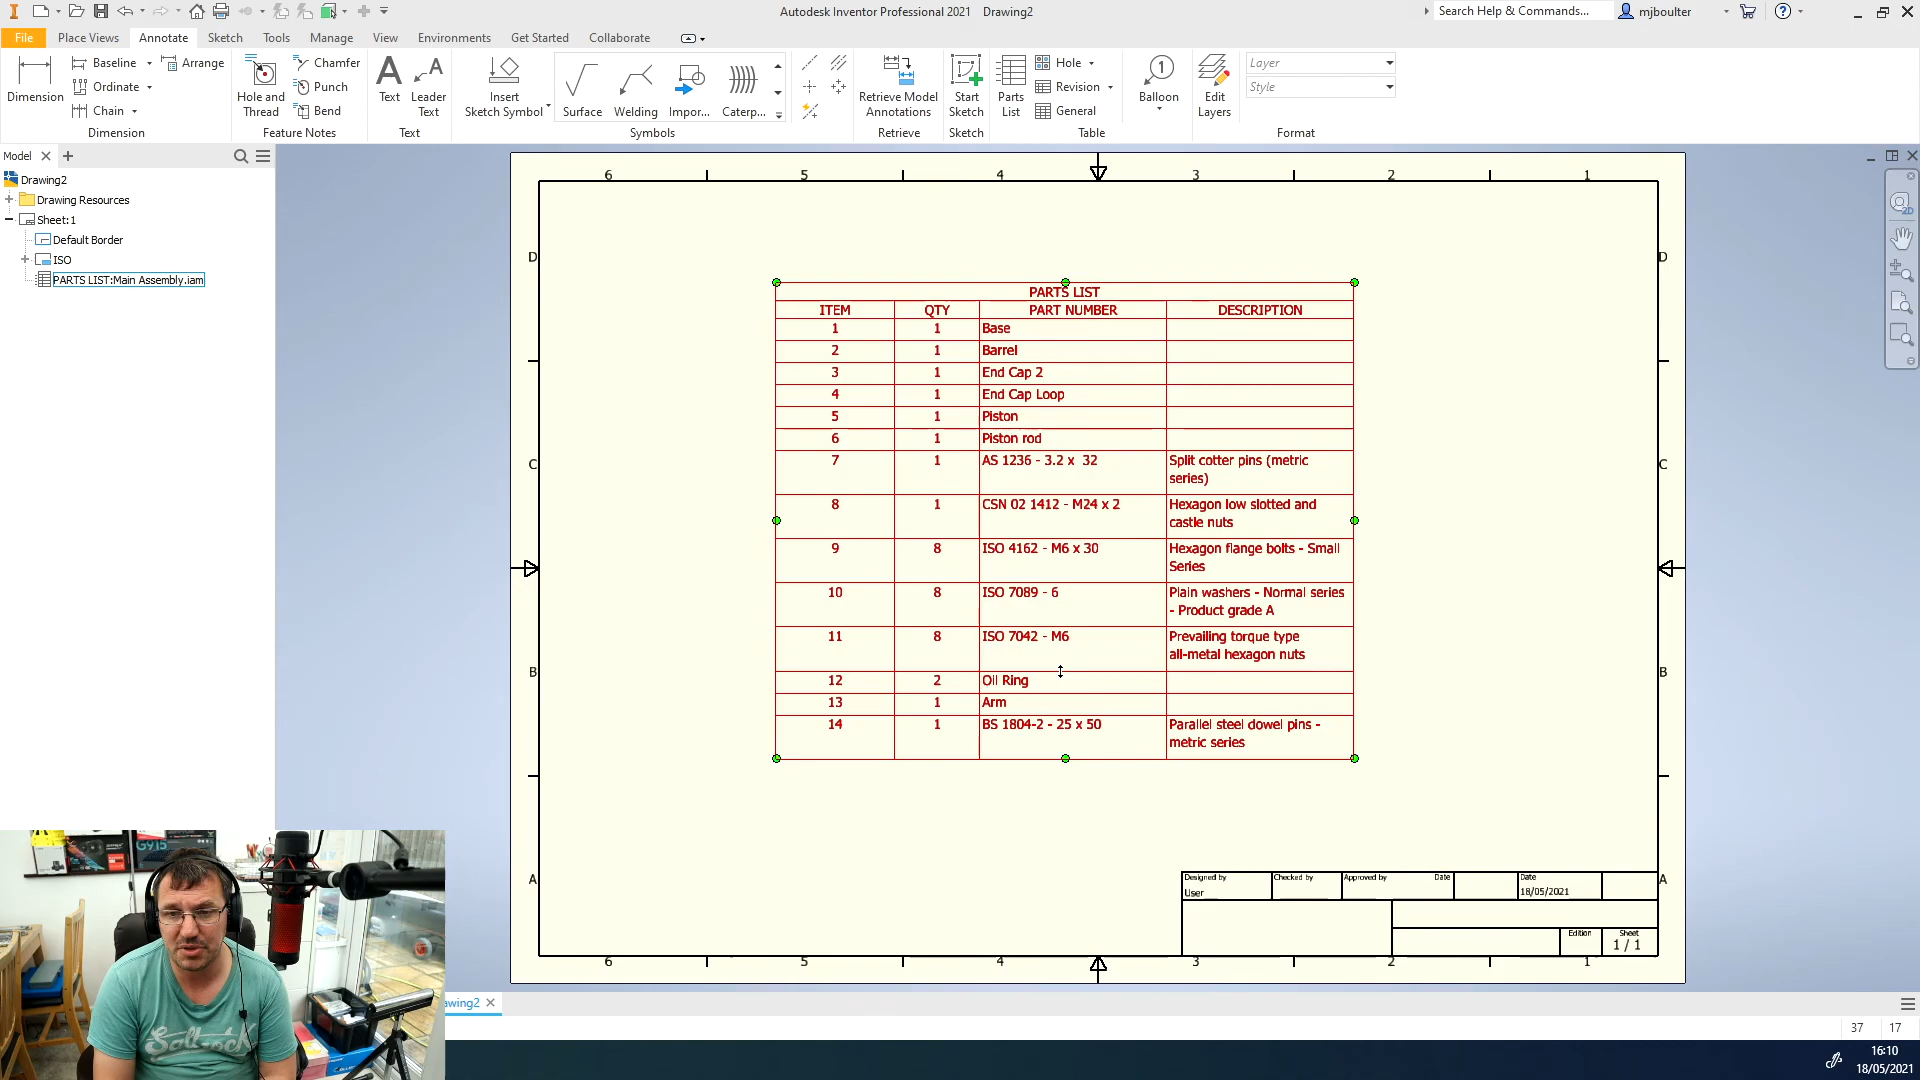 Autodesk Inventor Professional 2021 Drawing2
Search Help & Commands...
mjboulter
File
Place Views
Annotate
Sketch
Tools
Manage
View
Environments
Get Started
Collaborate
Dimension
Baseline
Ordinate
Chain
Arrange
Dimension
Hole and
Thread
Chamfer
Punch
Bend
Feature Notes
Text
Leader
Text
Text
Insert
Sketch Symbol
Surface
Welding
Impor...
Caterp...
Symbols
Retrieve Model
Annotations
Retrieve
Start
Sketch
Sketch
Parts
List
Hole
Revision
General
Table
Balloon
Edit
Layers
Layer
Style
Format
Model
Drawing2
Drawing Resources
Sheet:1
Default Border
ISO
PARTS LIST:Main Assembly.iam
6 5 4 3 2 1
D D
C C
B B
A A
PARTS LIST
ITEM QTY PART NUMBER DESCRIPTION
1 1 Base
2 1 Barrel
3 1 End Cap 2
4 1 End Cap Loop
5 1 Piston
6 1 Piston rod
7 1 AS 1236 - 3.2 x 32 Split cotter pins (metric
series)
8 1 CSN 02 1412 - M24 x 2 Hexagon low slotted and
castle nuts
9 8 ISO 4162 - M6 x 30 Hexagon flange bolts - Small
Series
10 8 ISO 7089 - 6 Plain washers - Normal series
- Product grade A
11 8 ISO 7042 - M6 Prevailing torque type
all-metal hexagon nuts
12 2 Oil Ring
13 1 Arm
14 1 BS 1804-2 - 25 x 50 Parallel steel dowel pins -
metric series
Designed by Checked by Approved by Date Date
User 18/05/2021
Edition Sheet
1 / 1
6 5 4 3 2 1
G915
Salt-rock
awing2
37 17
16:10
18/05/2021